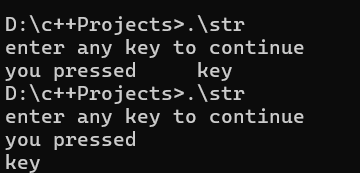 D:\c++Projects>.\str
enter any key to continue
you pressed     key
D:\c++Projects>.\str
enter any key to continue
you pressed
key